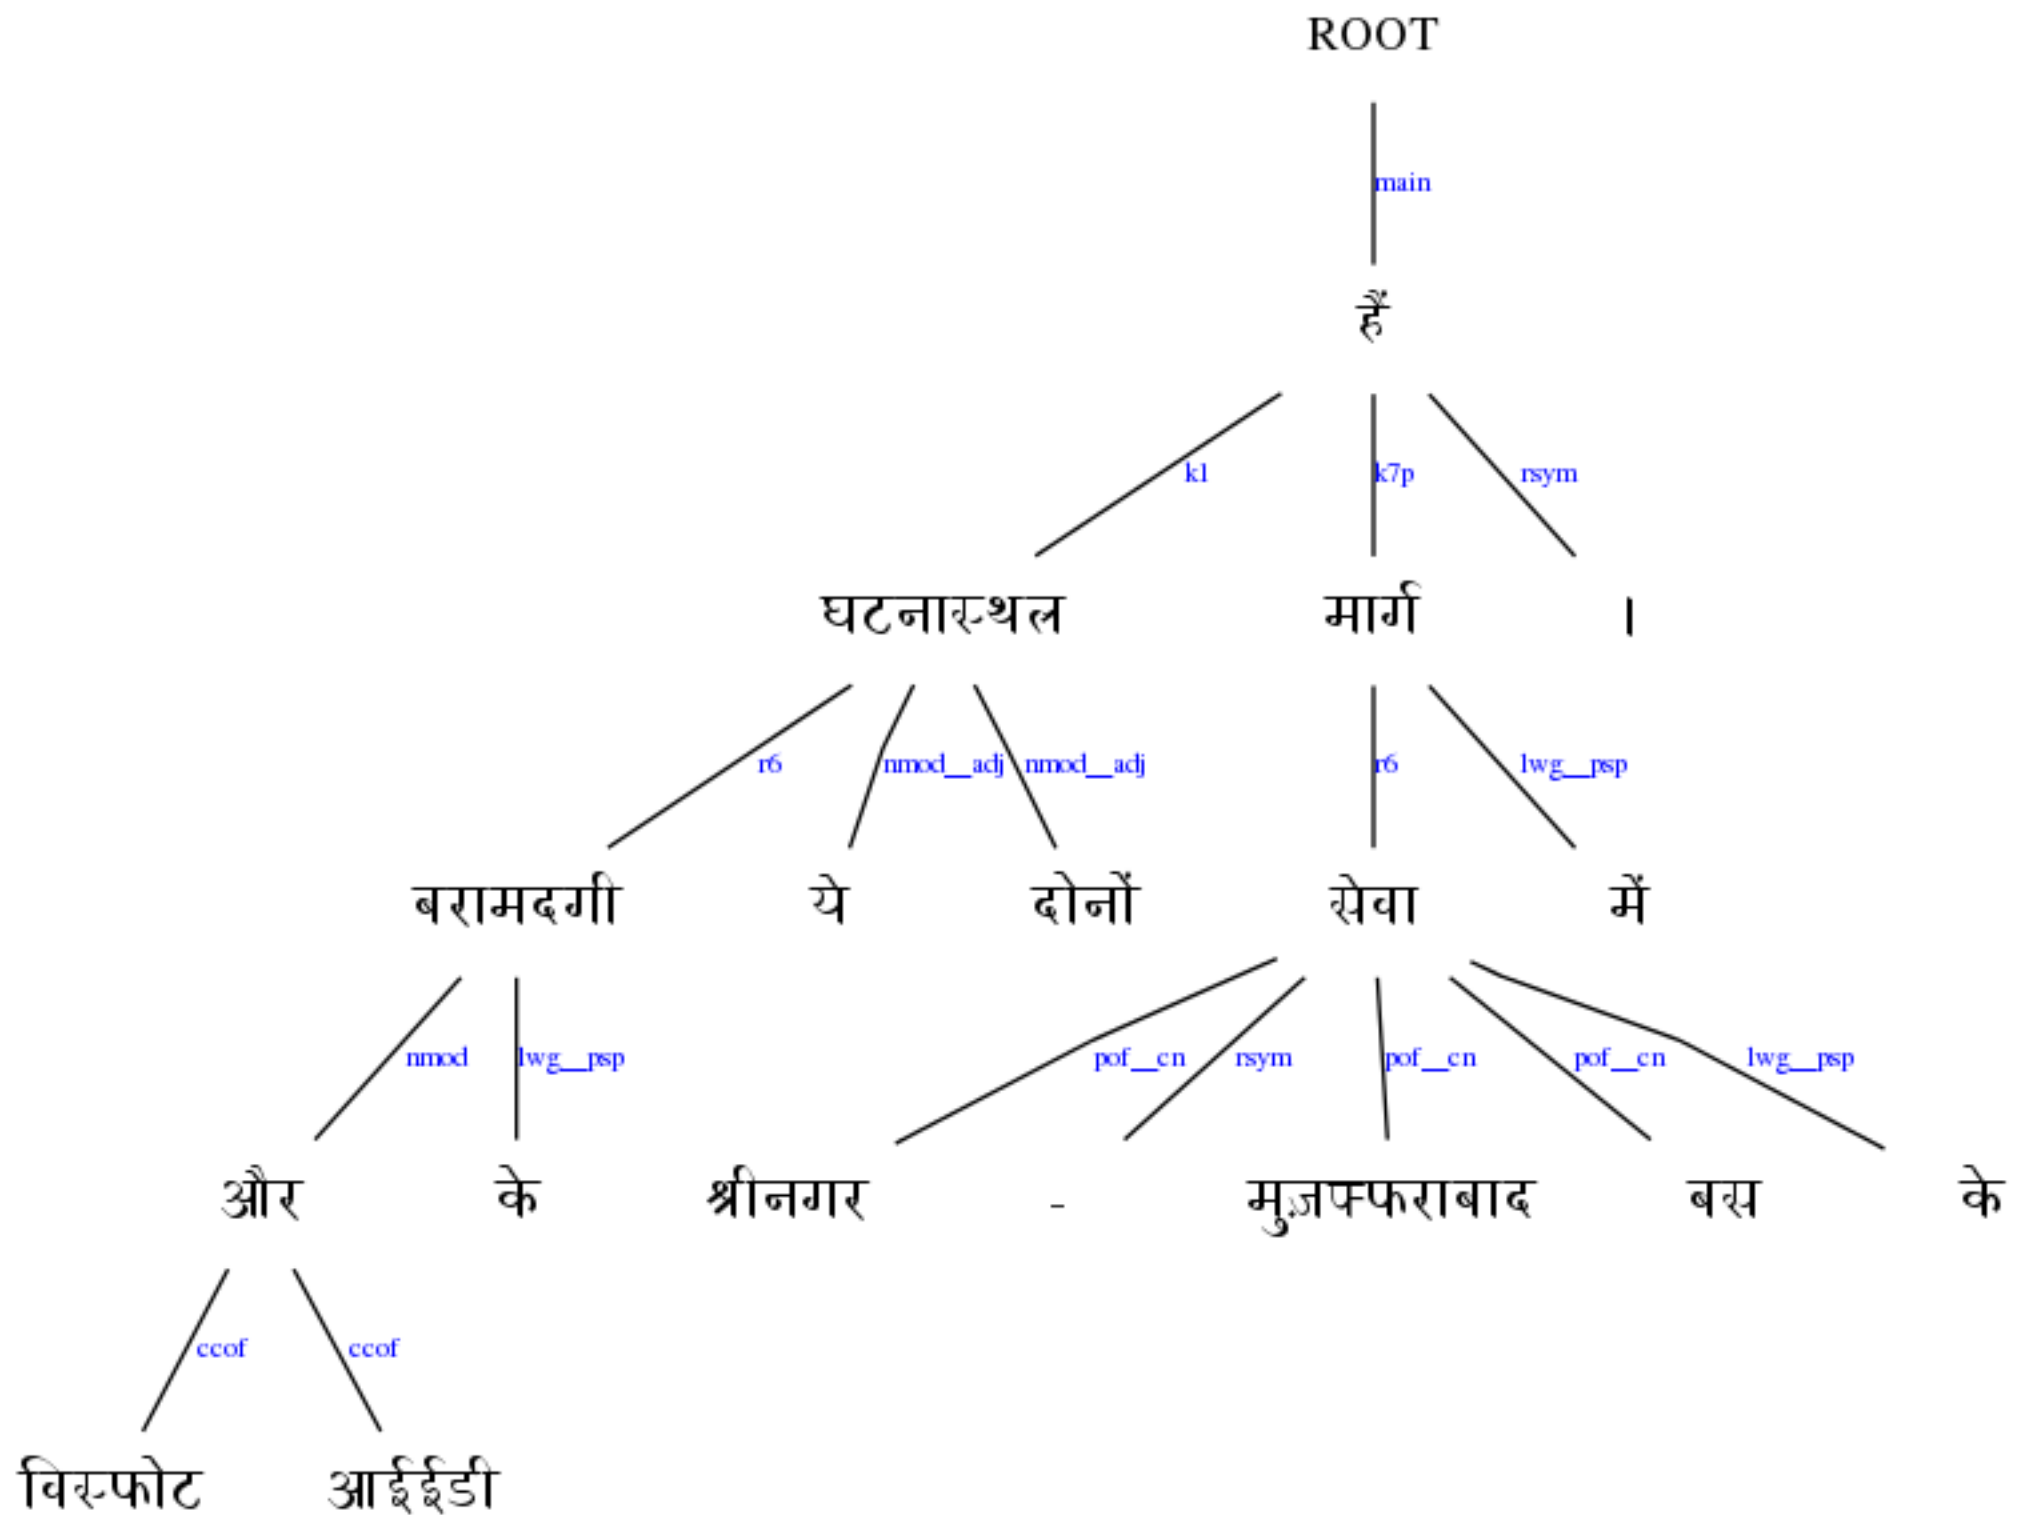 ROOT
main
हैं
k1 k7p rsym
घटनास्थल मार्ग ।
r6 nmod__adj nmod__adj r6 lwg__psp
बरामदगी ये दोनों सेवा में
nmod lwg__psp pof__cn rsym pof__cn pof__cn lwg__psp
और के श्रीनगर - मुज़फ्फराबाद बस के
ccof ccof
विस्फोट आईईडी